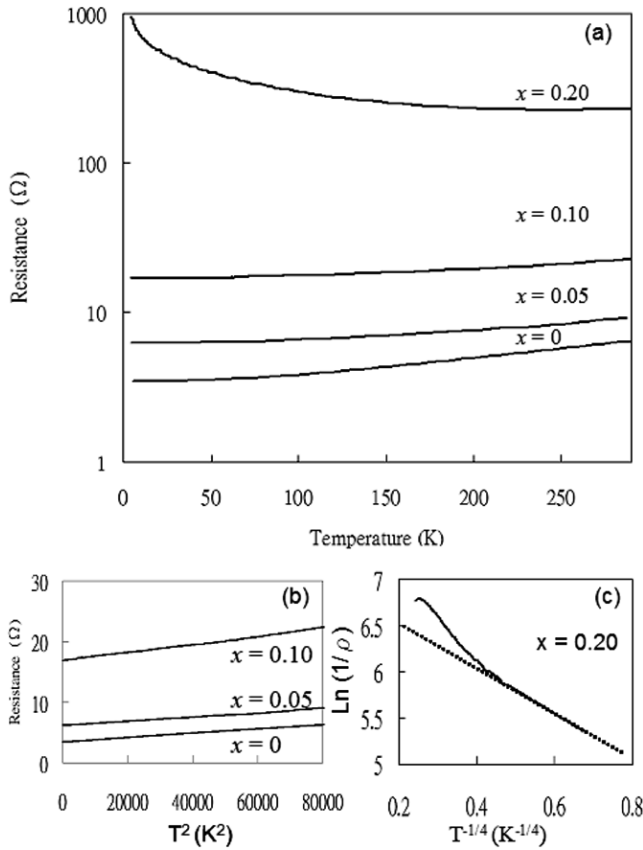 1000
(a)
x = 0.20
100
Resistance (Ω)
x = 0.10
x = 0.05
10
x = 0
1
0 50 100 150 200 250
Temperature (K)
30
(b)
20
Resistance (Ω)
x = 0.10
10
x = 0.05
x = 0
0
0 20000 40000 60000 80000
T² (K²)
7
(c)
6.5
x = 0.20
Ln (1/ρ)
6
5.5
5
0.2 0.4 0.6 0.8
T⁻¹/⁴ (K⁻¹/⁴)